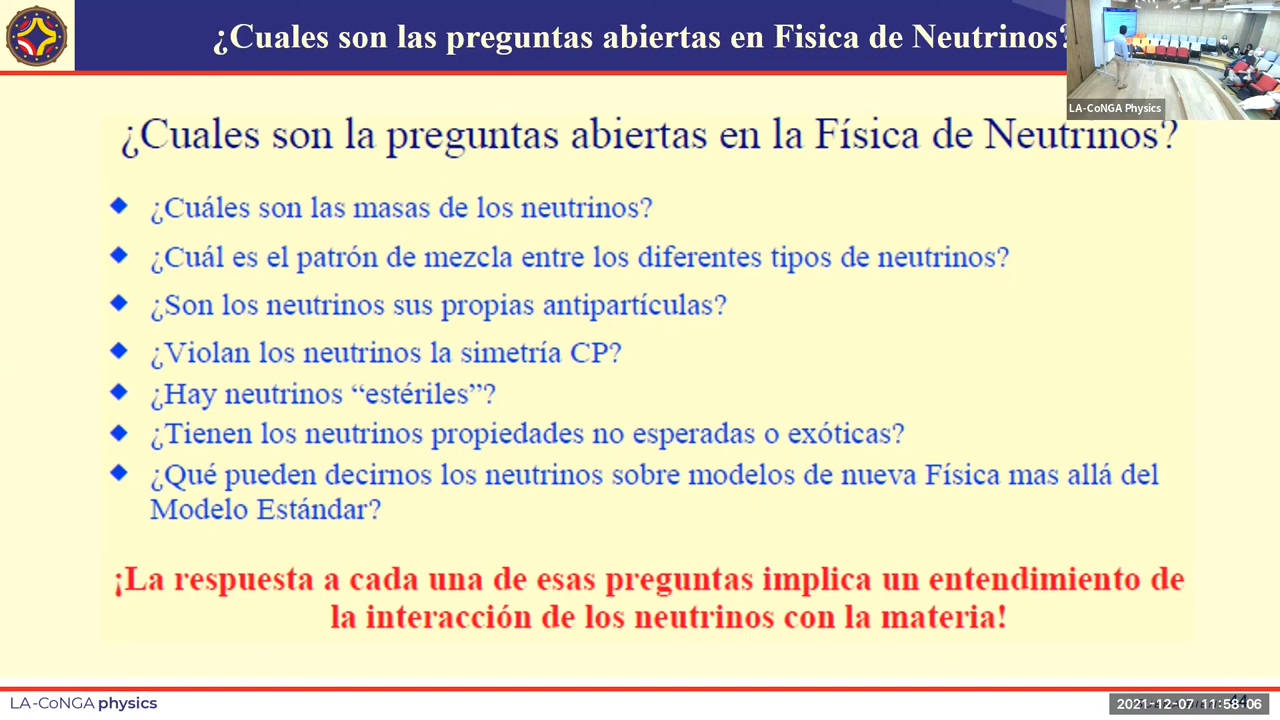 ¿Cuales son las preguntas abiertas en Fisica de Neutrinos?
LA-CoNGA Physics
¿Cuales son la preguntas abiertas en la Física de Neutrinos?
¿Cuáles son las masas de los neutrinos?
¿Cuál es el patrón de mezcla entre los diferentes tipos de neutrinos?
¿Son los neutrinos sus propias antipartículas?
¿Violan los neutrinos la simetría CP?
¿Hay neutrinos “estériles”?
¿Tienen los neutrinos propiedades no esperadas o exóticas?
¿Qué pueden decirnos los neutrinos sobre modelos de nueva Física mas allá del
Modelo Estándar?
¡La respuesta a cada una de esas preguntas implica un entendimiento de
la interacción de los neutrinos con la materia!
LA-CoNGA physics
2021-12-07 11:58:06